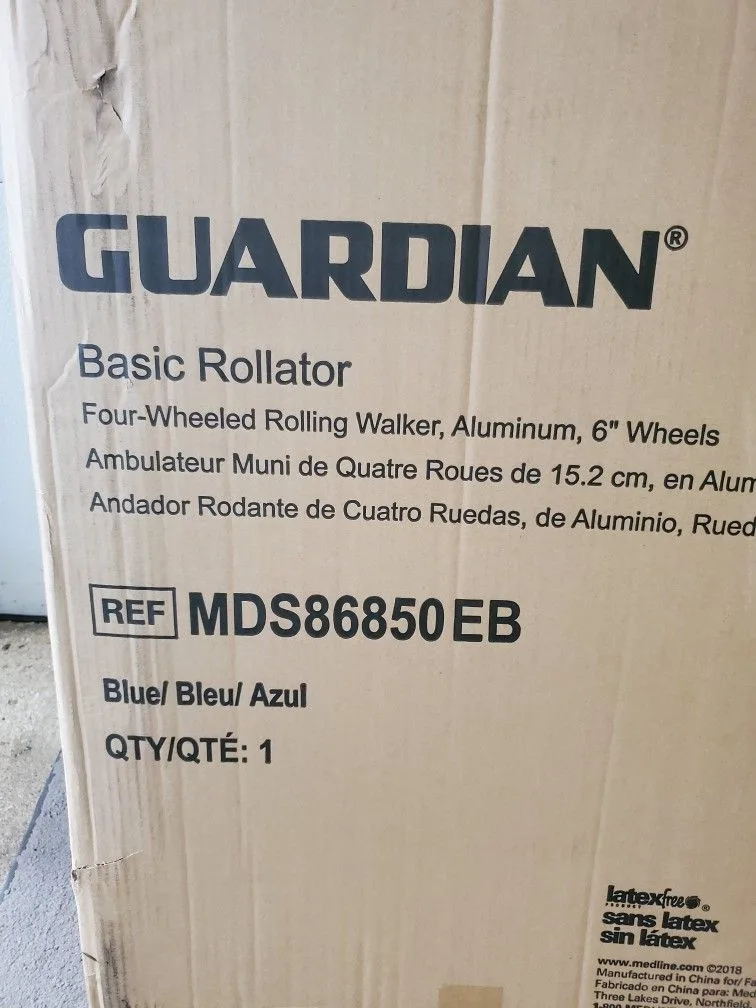 GUARDIAN®
Basic Rollator
Four-Wheeled Rolling Walker, Aluminum, 6" Wheels
Ambulateur Muni de Quatre Roues de 15.2 cm, en Alum
Andador Rodante de Cuatro Ruedas, de Aluminio, Rued
REF MDS86850EB
Blue/ Bleu/ Azul
QTY/QTÉ: 1
latexfree®
PRODUCT
sans latex
sin látex
www.medline.com ©2018
Manufactured in China for/
Fabricado en China para:
Three Lakes Drive, Northfield